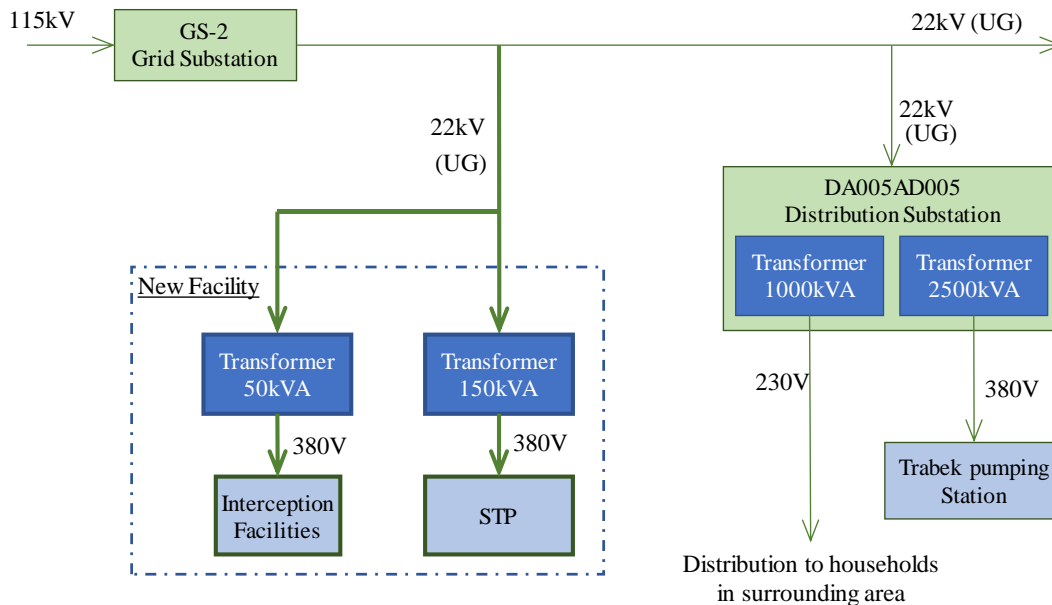 115kV
GS-2
Grid Substation
22kV (UG)
22kV
(UG)
22kV
(UG)
DA005AD005
Distribution Substation
Transformer
1000kVA
Transformer
2500kVA
New Facility
Transformer
50kVA
Transformer
150kVA
230V
380V
380V
380V
Interception
Facilities
STP
Trabek pumping
Station
Distribution to households
in surrounding area